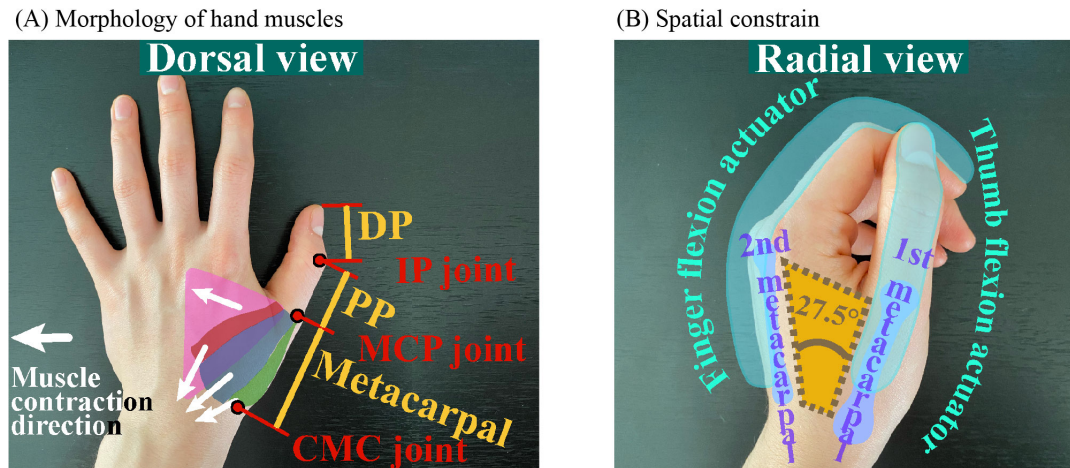 (A) Morphology of hand muscles
Dorsal view
DP
IP joint
PP
MCP joint
Metacarpal
CMC joint
Muscle
contraction
direction
(B) Spatial constrain
Radial view
Finger flexion actuator
Thumb flexion actuator
2nd
metacarpal
1st
metacarpal
27.5°